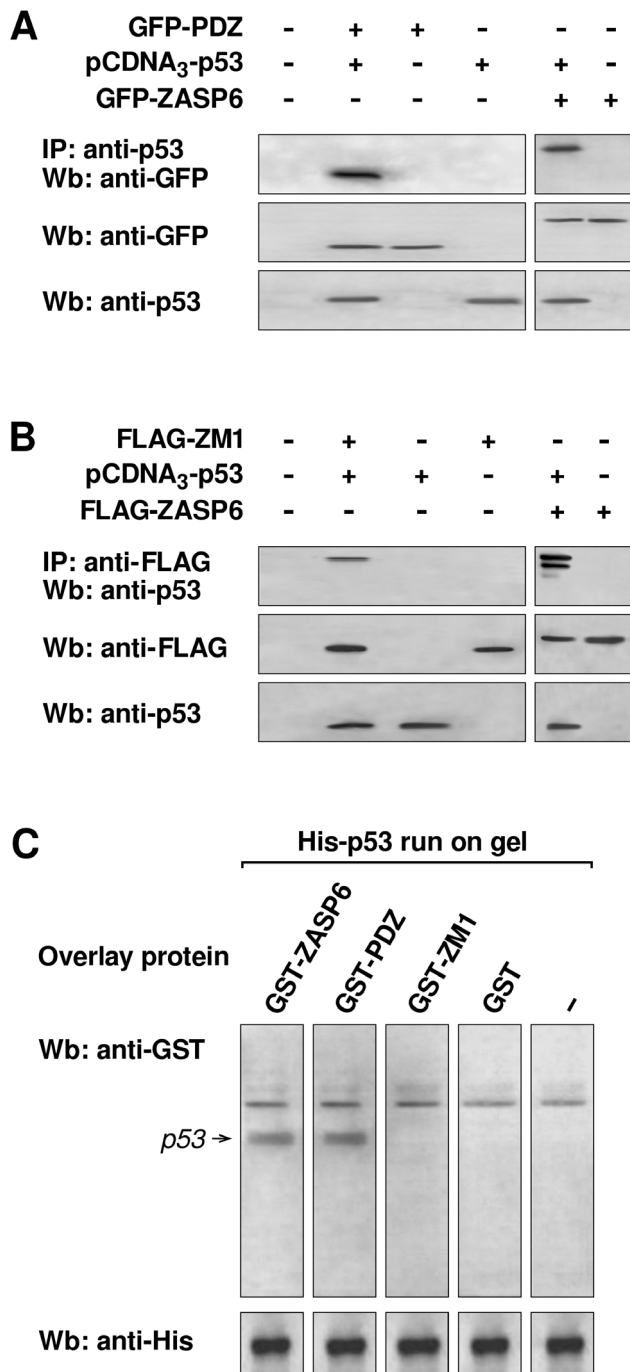 A
GFP-PDZ - + + - - -
pCDNA3-p53 - + - + + -
GFP-ZASP6 - - - - + +
IP: anti-p53
Wb: anti-GFP
Wb: anti-GFP
Wb: anti-p53
B
FLAG-ZM1 - + - + - -
pCDNA3-p53 - + + - + -
FLAG-ZASP6 - - - - + +
IP: anti-FLAG
Wb: anti-p53
Wb: anti-FLAG
Wb: anti-p53
C
His-p53 run on gel
Overlay protein
GST-ZASP6
GST-PDZ
GST-ZM1
GST
–
Wb: anti-GST
p53→
Wb: anti-His